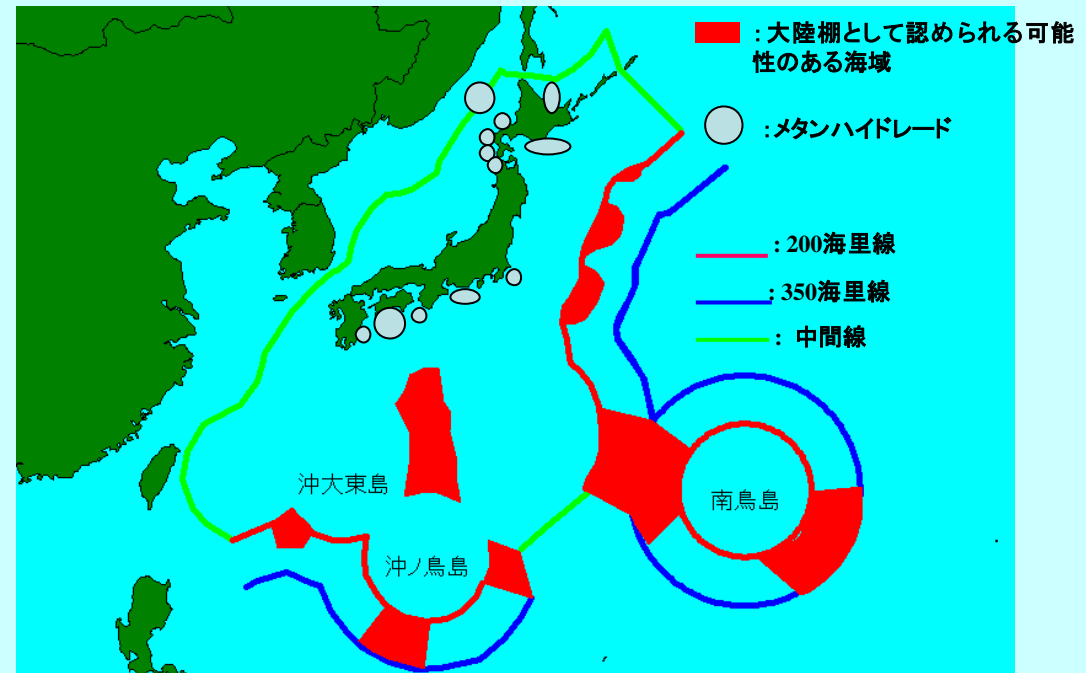 ：大陸棚として認められる可能
性のある海域
：メタンハイドレード
：200海里線
：350海里線
： 中間線
沖大東島
南鳥島
沖ノ鳥島